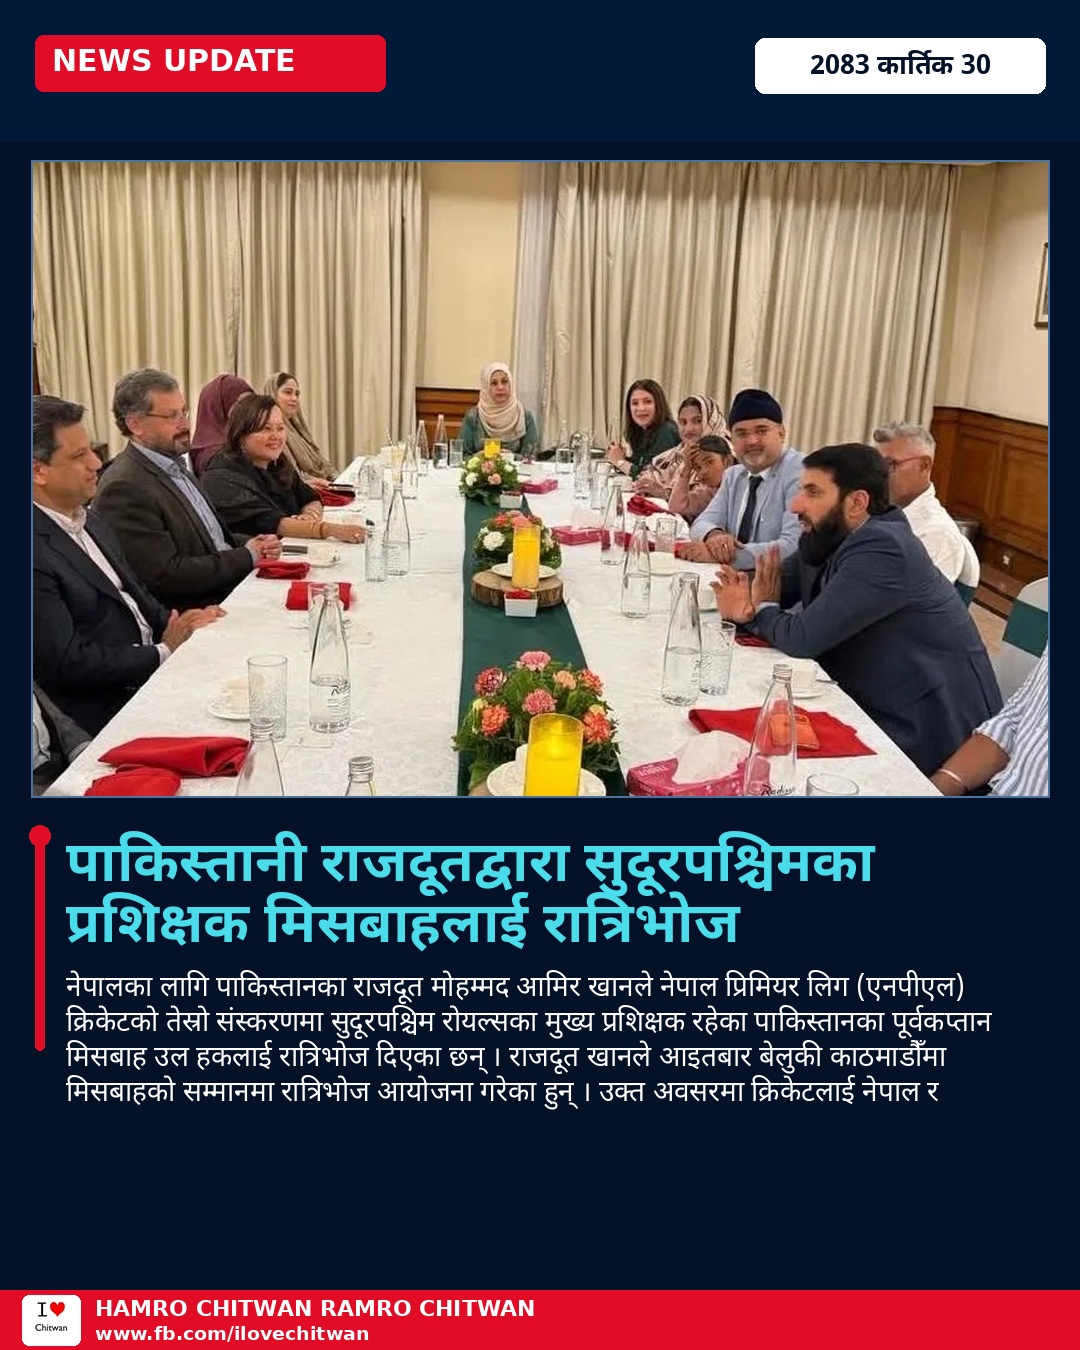 NEWS UPDATE
2083 कार्तिक 30
पाकिस्तानी राजदूतद्वारा सुदूरपश्चिमका
प्रशिक्षक मिसबाहलाई रात्रिभोज
नेपालका लागि पाकिस्तानका राजदूत मोहम्मद आमिर खानले नेपाल प्रिमियर लिग (एनपीएल)
क्रिकेटको तेस्रो संस्करणमा सुदूरपश्चिम रोयल्सका मुख्य प्रशिक्षक रहेका पाकिस्तानका पूर्वकप्तान
मिसबाह उल हकलाई रात्रिभोज दिएका छन् । राजदूत खानले आइतबार बेलुकी काठमाडौँमा
मिसबाहको सम्मानमा रात्रिभोज आयोजना गरेका हुन् । उक्त अवसरमा क्रिकेटलाई नेपाल र
I❤
Chitwan
HAMRO CHITWAN RAMRO CHITWAN
www.fb.com/ilovechitwan